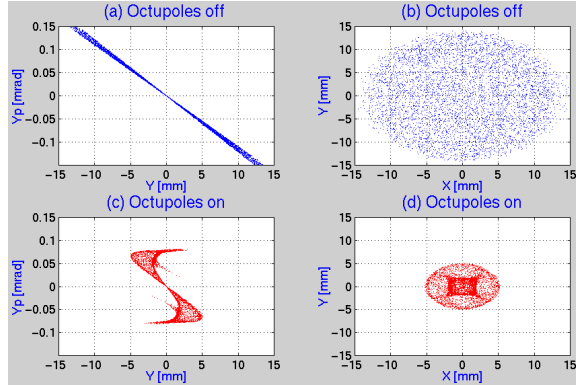 (a) Octupoles off
0.15
0.1
0.05
0
−0.05
−0.1
Yp [mrad]
−15 −10 −5 0 5 10 15
Y [mm]
(b) Octupoles off
15
10
5
0
−5
−10
−15
Y [mm]
−15 −10 −5 0 5 10 15
X [mm]
(c) Octupoles on
0.15
0.1
0.05
0
−0.05
−0.1
Yp [mrad]
−15 −10 −5 0 5 10 15
Y [mm]
(d) Octupoles on
15
10
5
0
−5
−10
−15
Y [mm]
−15 −10 −5 0 5 10 15
X [mm]